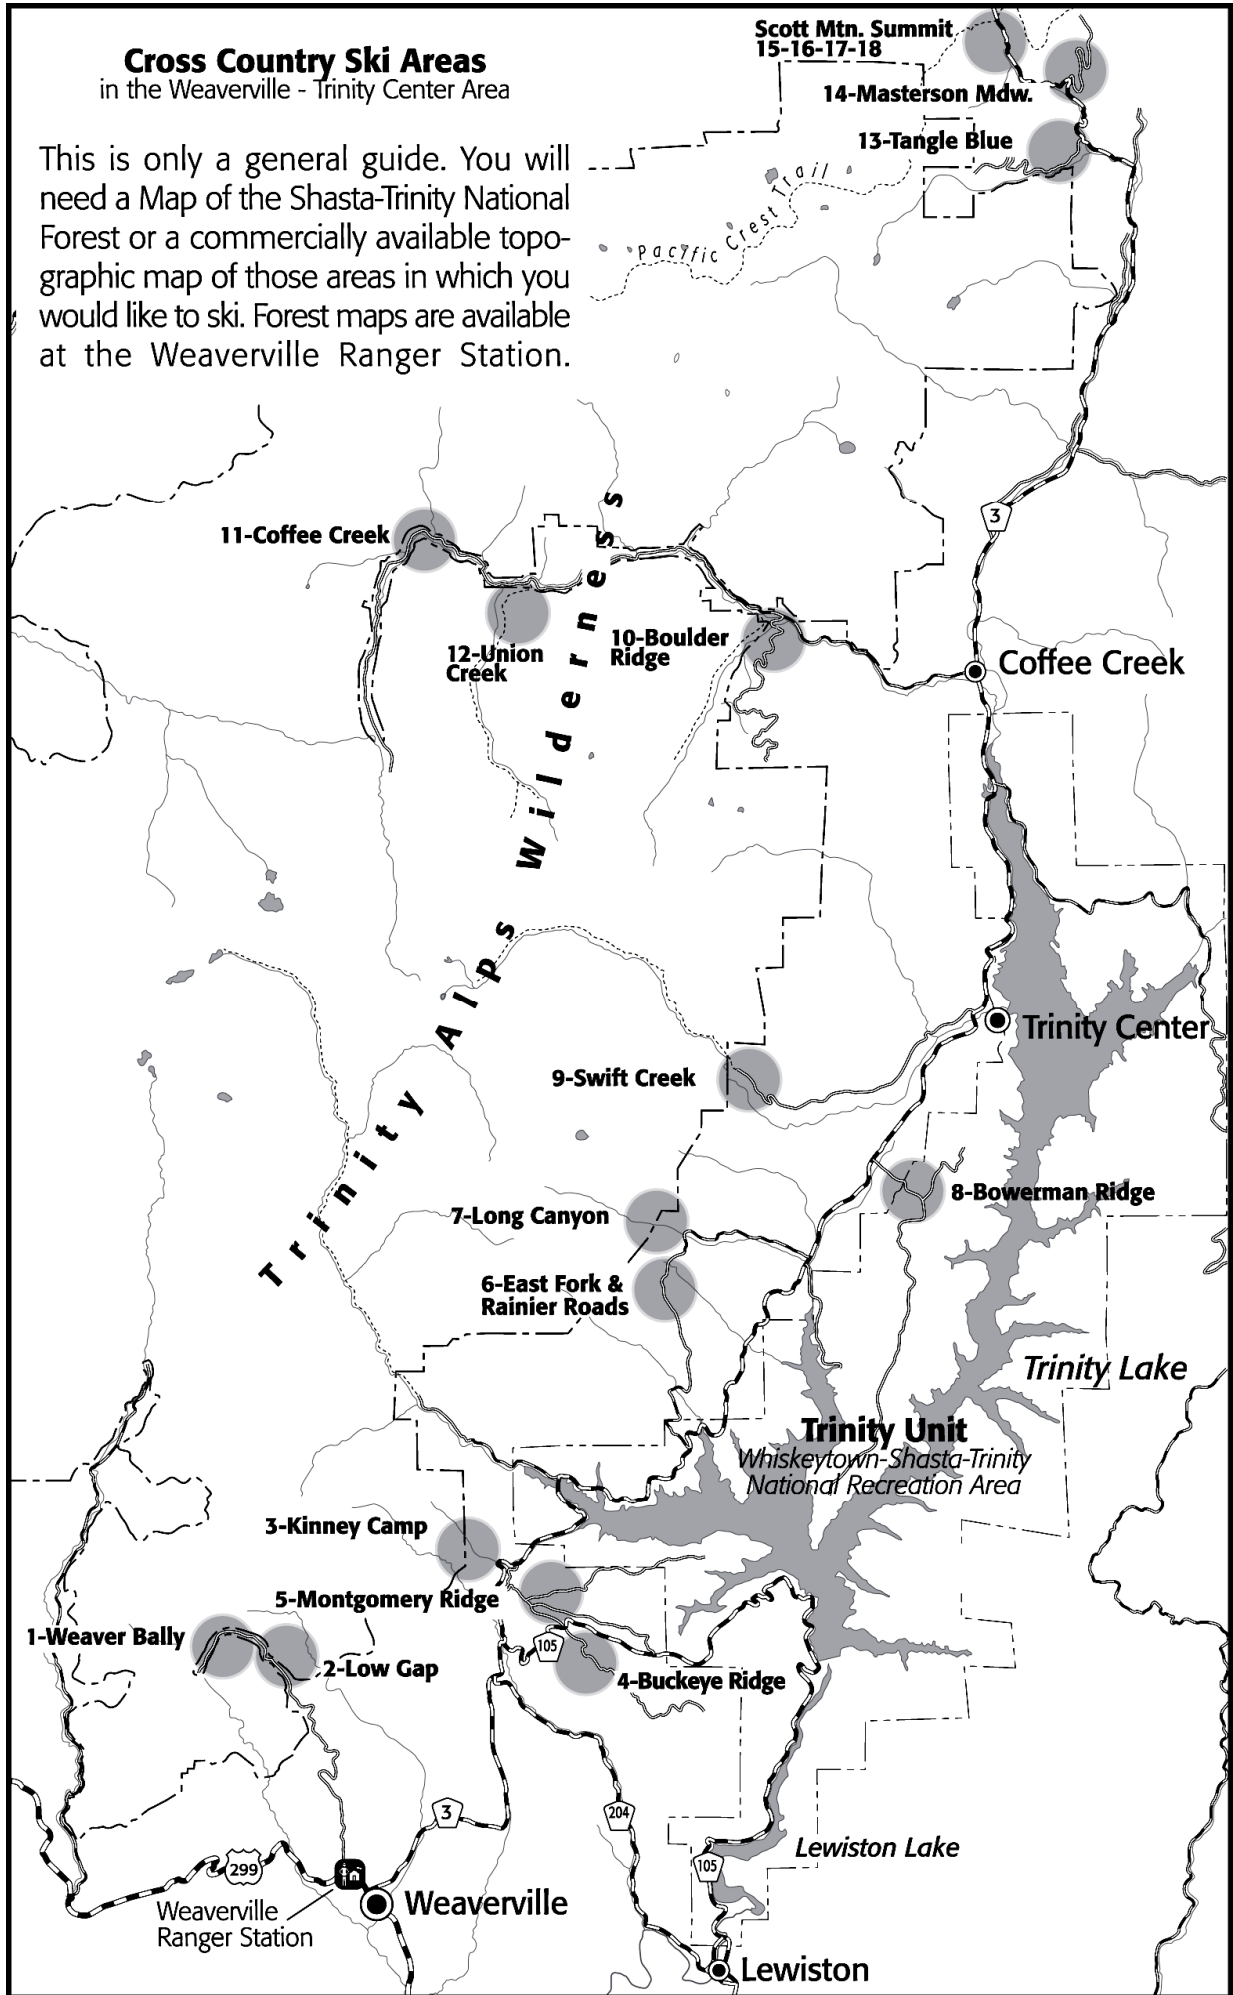 Cross Country Ski Areas
in the Weaverville - Trinity Center Area
This is only a general guide. You will
need a Map of the Shasta-Trinity National
Forest or a commercially available topo-
graphic map of those areas in which you
would like to ski. Forest maps are available
at the Weaverville Ranger Station.
Scott Mtn. Summit
15-16-17-18
14-Masterson Mdw.
13-Tangle Blue
Pacific Crest Trail
3
11-Coffee Creek
12-Union
Creek
10-Boulder
Ridge
Coffee Creek
Trinity Alps Wilderness
Trinity Center
9-Swift Creek
8-Bowerman Ridge
7-Long Canyon
6-East Fork &
Rainier Roads
Trinity Lake
Trinity Unit
Whiskeytown-Shasta-Trinity
National Recreation Area
3-Kinney Camp
5-Montgomery Ridge
1-Weaver Bally
2-Low Gap
105
4-Buckeye Ridge
3
204
Lewiston Lake
105
299
Weaverville
Weaverville
Ranger Station
Lewiston